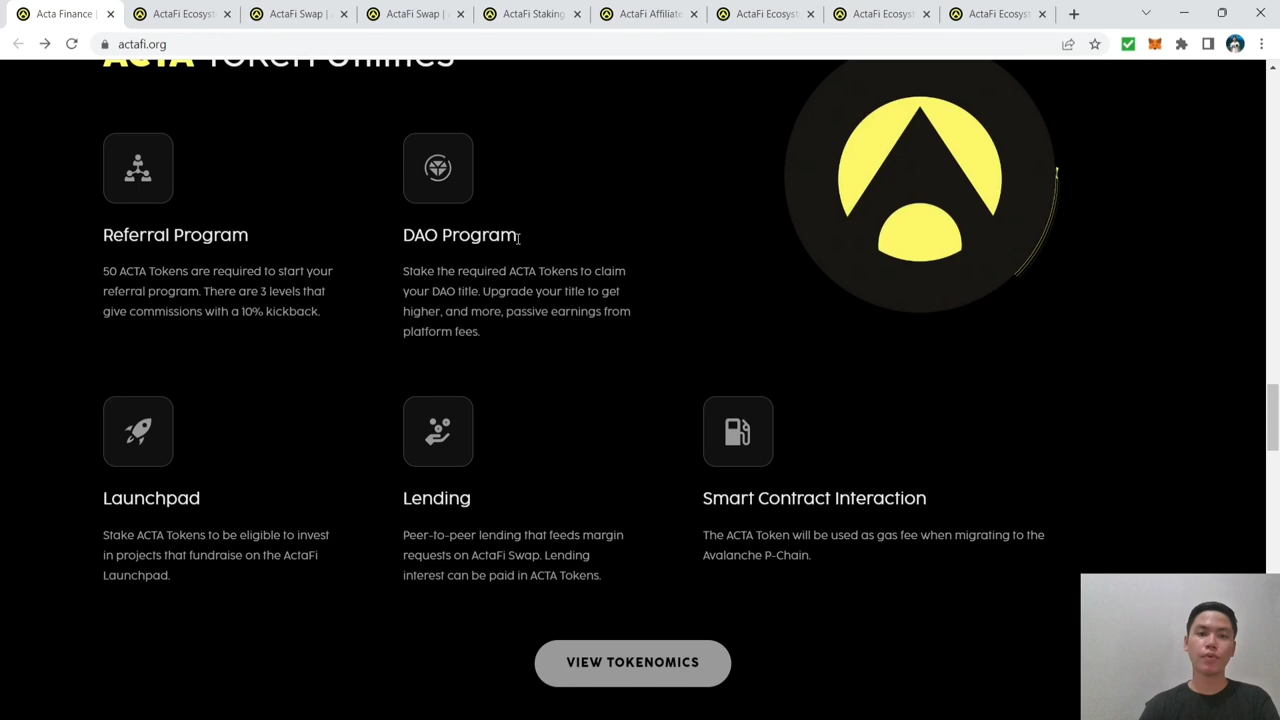 Acta Finance |
ActaFi Ecosyst
ActaFi Swap |
ActaFi Swap |
ActaFi Staking
ActaFi Affiliate
ActaFi Ecosyst
ActaFi Ecosyst
ActaFi Ecosyst
actafi.org
ACTA Token Utilities
Referral Program
50 ACTA Tokens are required to start your
referral program. There are 3 levels that
give commissions with a 10% kickback.
DAO Program
Stake the required ACTA Tokens to claim
your DAO title. Upgrade your title to get
higher, and more, passive earnings from
platform fees.
Launchpad
Stake ACTA Tokens to be eligible to invest
in projects that fundraise on the ActaFi
Launchpad.
Lending
Peer-to-peer lending that feeds margin
requests on ActaFi Swap. Lending
interest can be paid in ACTA Tokens.
Smart Contract Interaction
The ACTA Token will be used as gas fee when migrating to the
Avalanche P-Chain.
VIEW TOKENOMICS